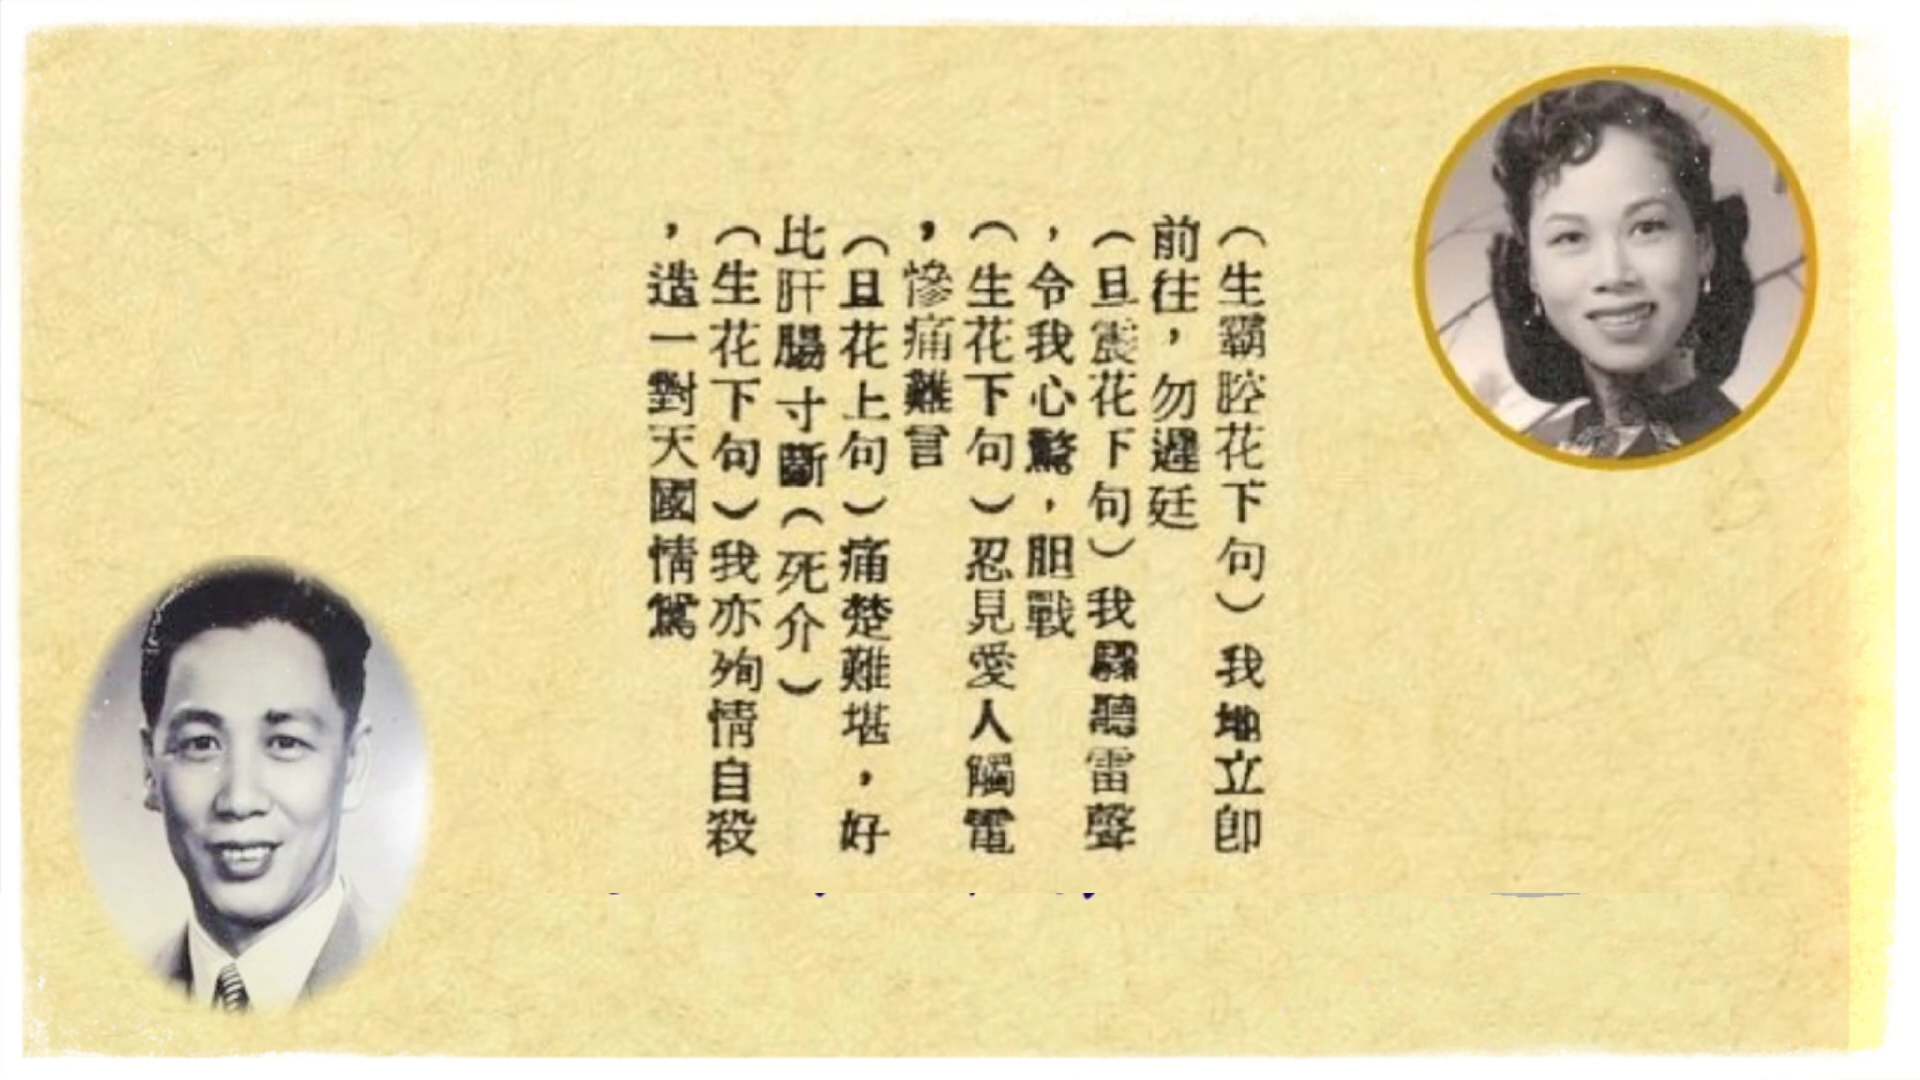 （生霸腔花下句）我哋立卽
前往，勿遲廷
（旦震花下句）我驟聽雷聲
，令我心驚，胆戰
（生花下句）忍見愛人觸電
，慘痛難言
（旦花上句）痛楚難堪，好
比肝腸寸斷（死介）
（生花下句）我亦殉情自殺
，造一對天國情鴛